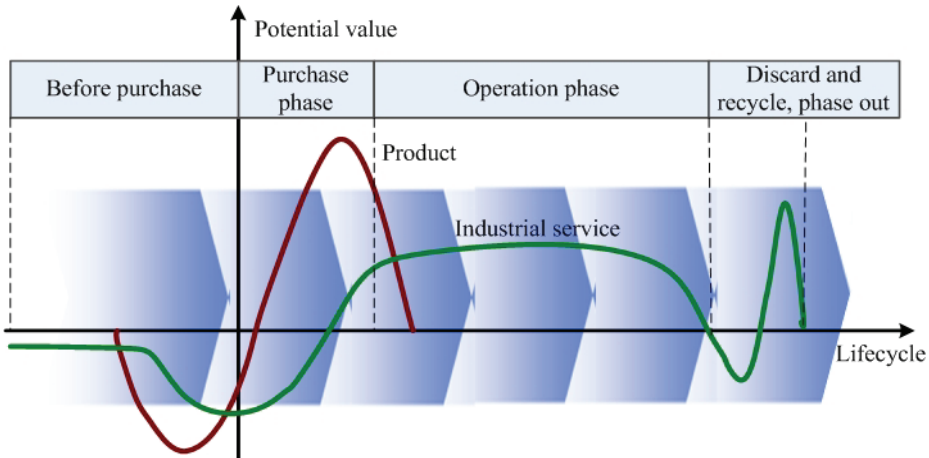 Potential value
Before purchase
Purchase
phase
Operation phase
Discard and
recycle, phase out
Product
Industrial service
Lifecycle